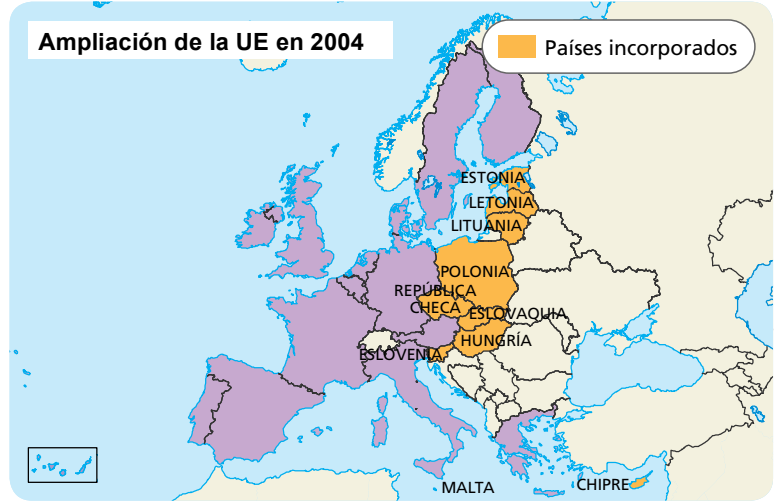 Ampliación de la UE en 2004
Países incorporados
ESTONIA
LETONIA
LITUANIA
POLONIA
REPÚBLICA
CHECA
ESLOVAQUIA
HUNGRÍA
ESLOVENIA
MALTA
CHIPRE